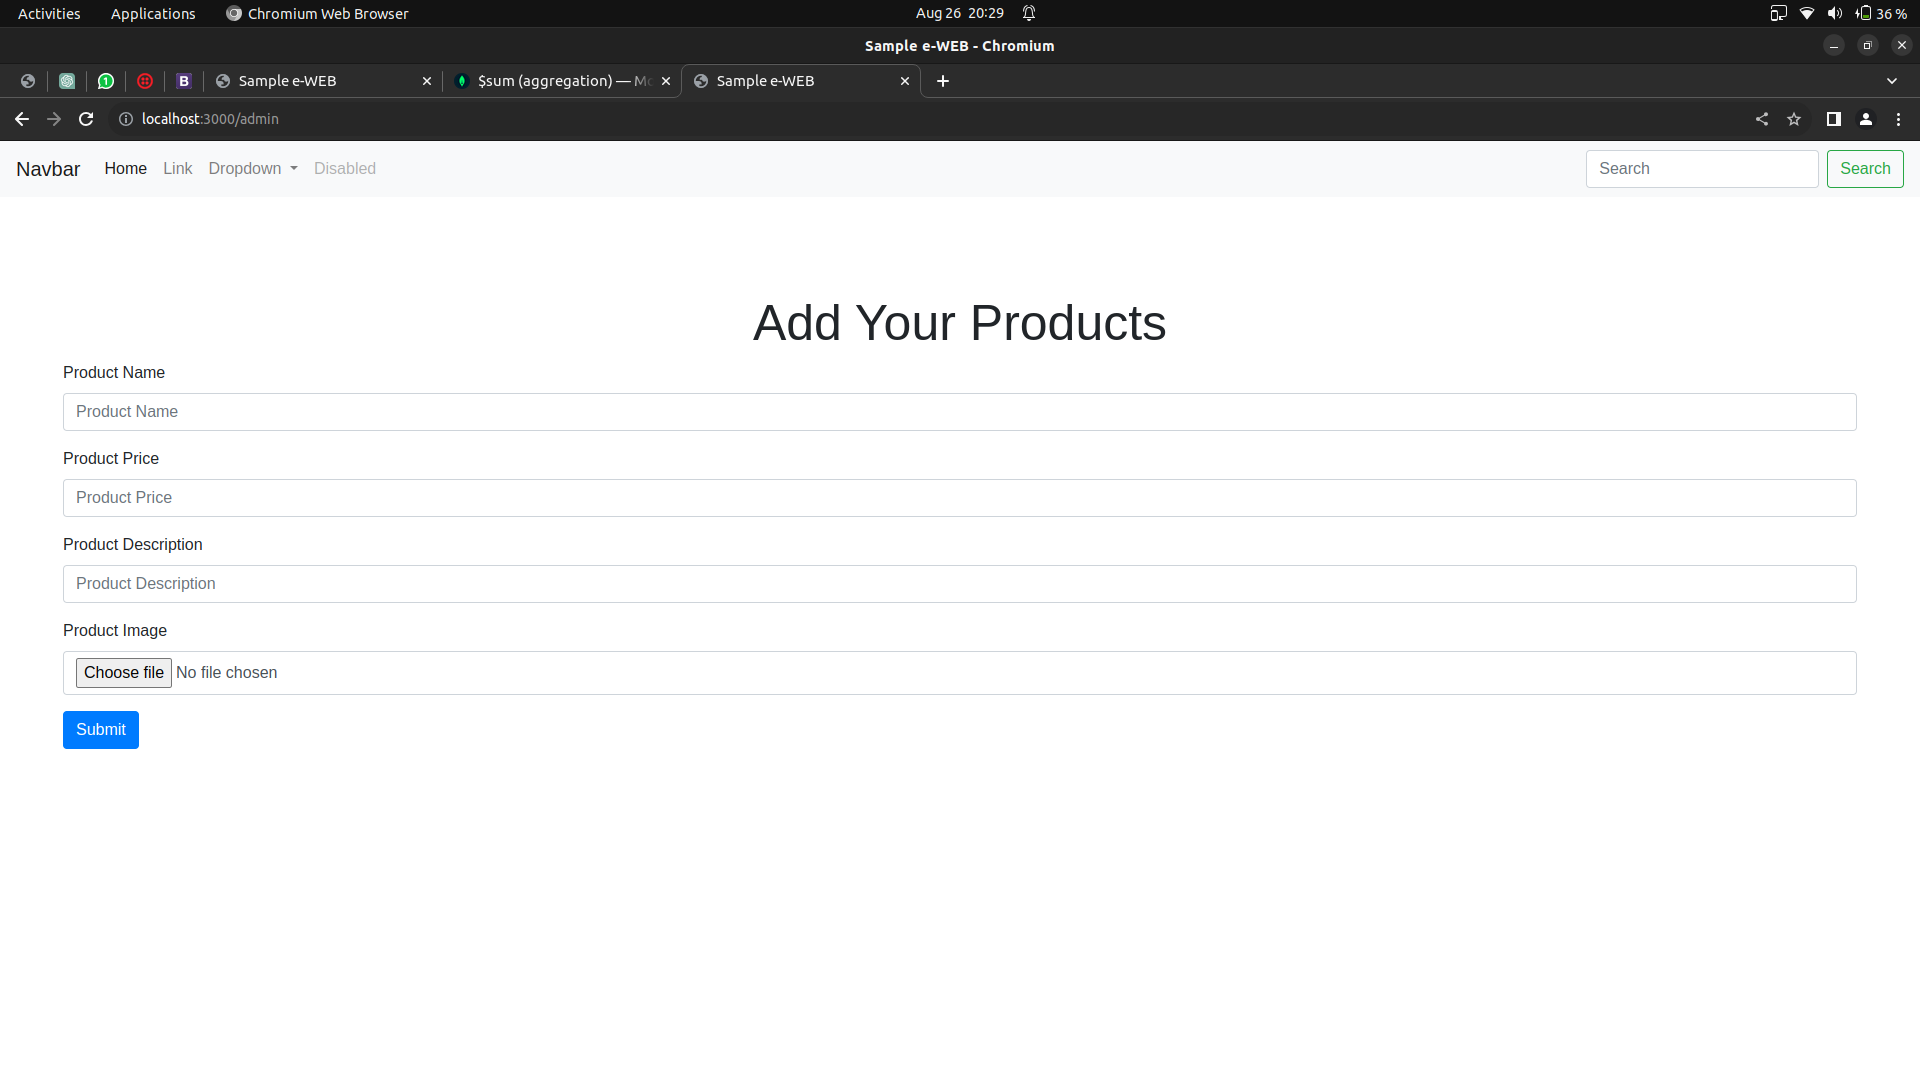 Activities Applications Chromium Web Browser Aug 26 20:29 36 %
Sample e-WEB - Chromium
1 B Sample e-WEB $sum (aggregation) — Mo Sample e-WEB
localhost:3000/admin
Navbar Home Link Dropdown Disabled Search Search
Add Your Products
Product Name
Product Name
Product Price
Product Price
Product Description
Product Description
Product Image
Choose file No file chosen
Submit